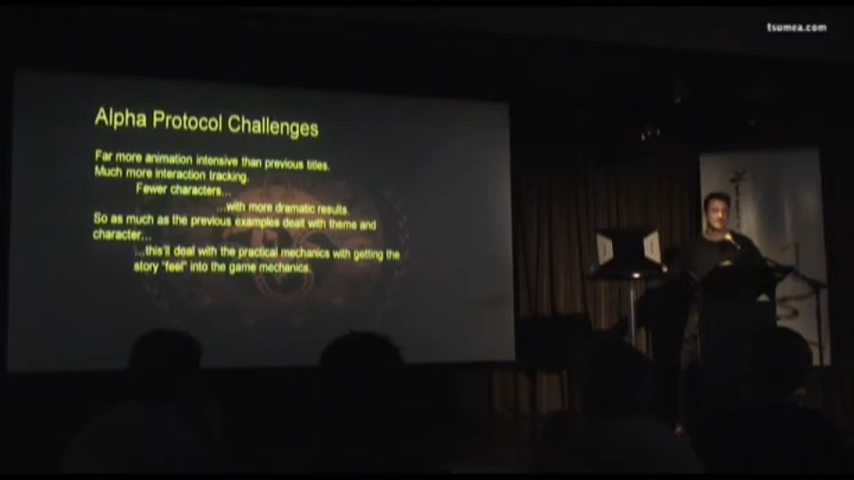 tsumea.com
Alpha Protocol Challenges
Far more animation intensive than previous titles.
Much more interaction tracking.
Fewer characters...
...with more dramatic results.
So as much as the previous examples dealt with theme and
character...
...this'll deal with the practical mechanics with getting the
story "feel" into the game mechanics.